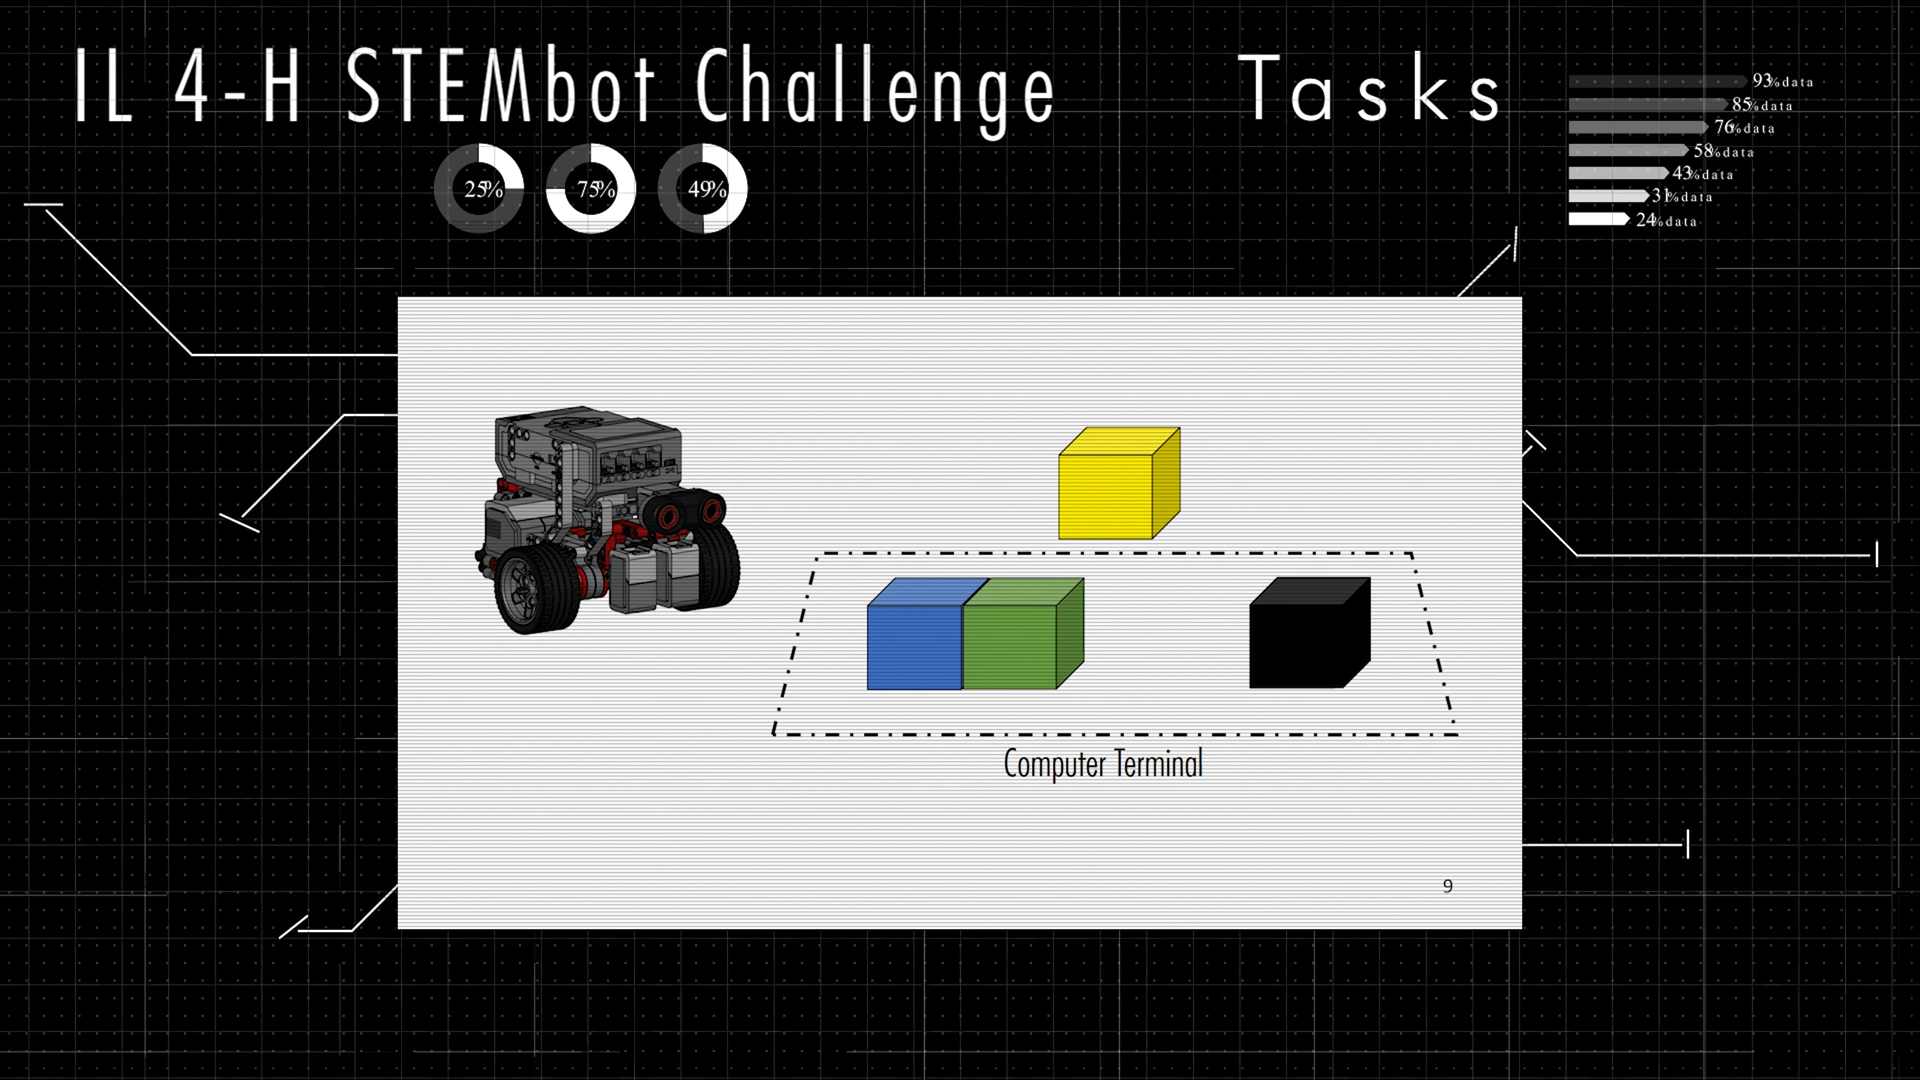 IL 4-H STEMbot Challenge Tasks
93%data
85%data
76%data
58%data
43%data
31%data
24%data
25% 75% 49%
Computer Terminal
9